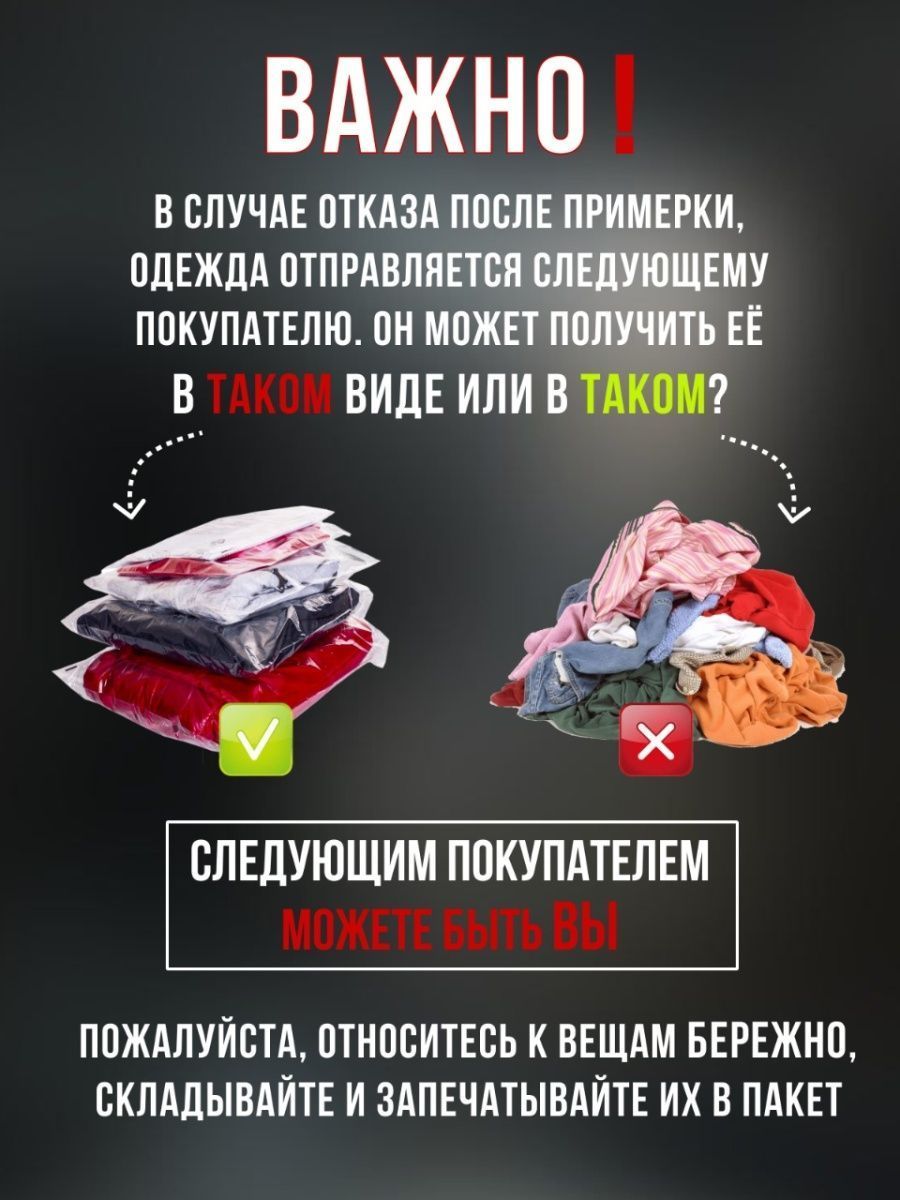 ВАЖНО!
В СЛУЧАЕ ОТКАЗА ПОСЛЕ ПРИМЕРКИ,
ОДЕЖДА ОТПРАВЛЯЕТСЯ СЛЕДУЮЩЕМУ
ПОКУПАТЕЛЮ. ОН МОЖЕТ ПОЛУЧИТЬ ЕЁ
В ТАКОМ ВИДЕ ИЛИ В ТАКОМ?
СЛЕДУЮЩИМ ПОКУПАТЕЛЕМ
МОЖЕТЕ БЫТЬ ВЫ
ПОЖАЛУЙСТА, ОТНОСИТЕСЬ К ВЕЩАМ БЕРЕЖНО,
СКЛАДЫВАЙТЕ И ЗАПЕЧАТЫВАЙТЕ ИХ В ПАКЕТ